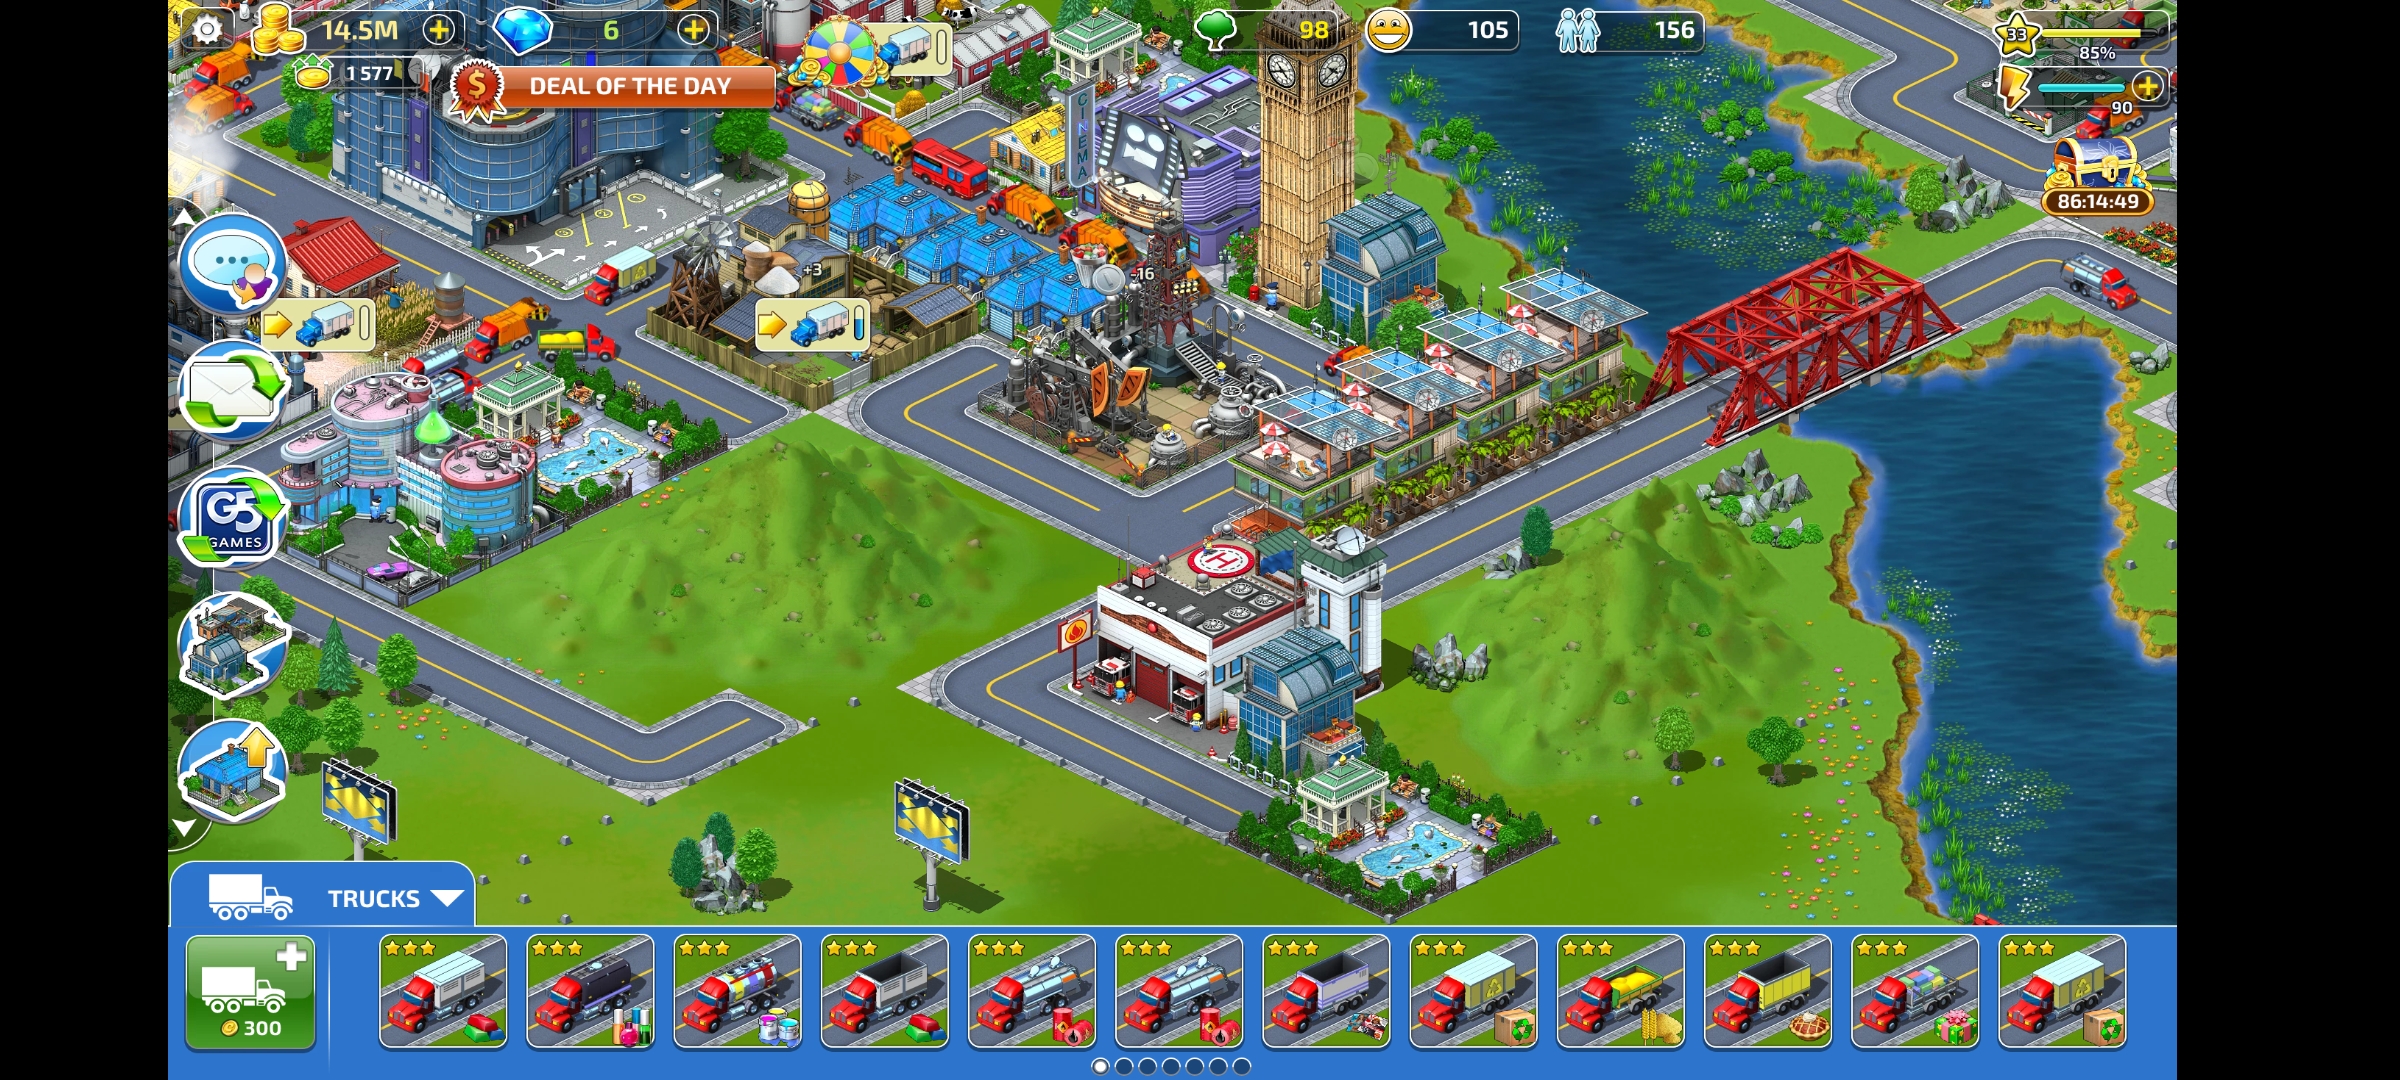 14.5M
6
98
105
156
33
85%
1 577
DEAL OF THE DAY
90
CINEMA
86:14:49
+3
-16
G5
GAMES
H
TRUCKS
300